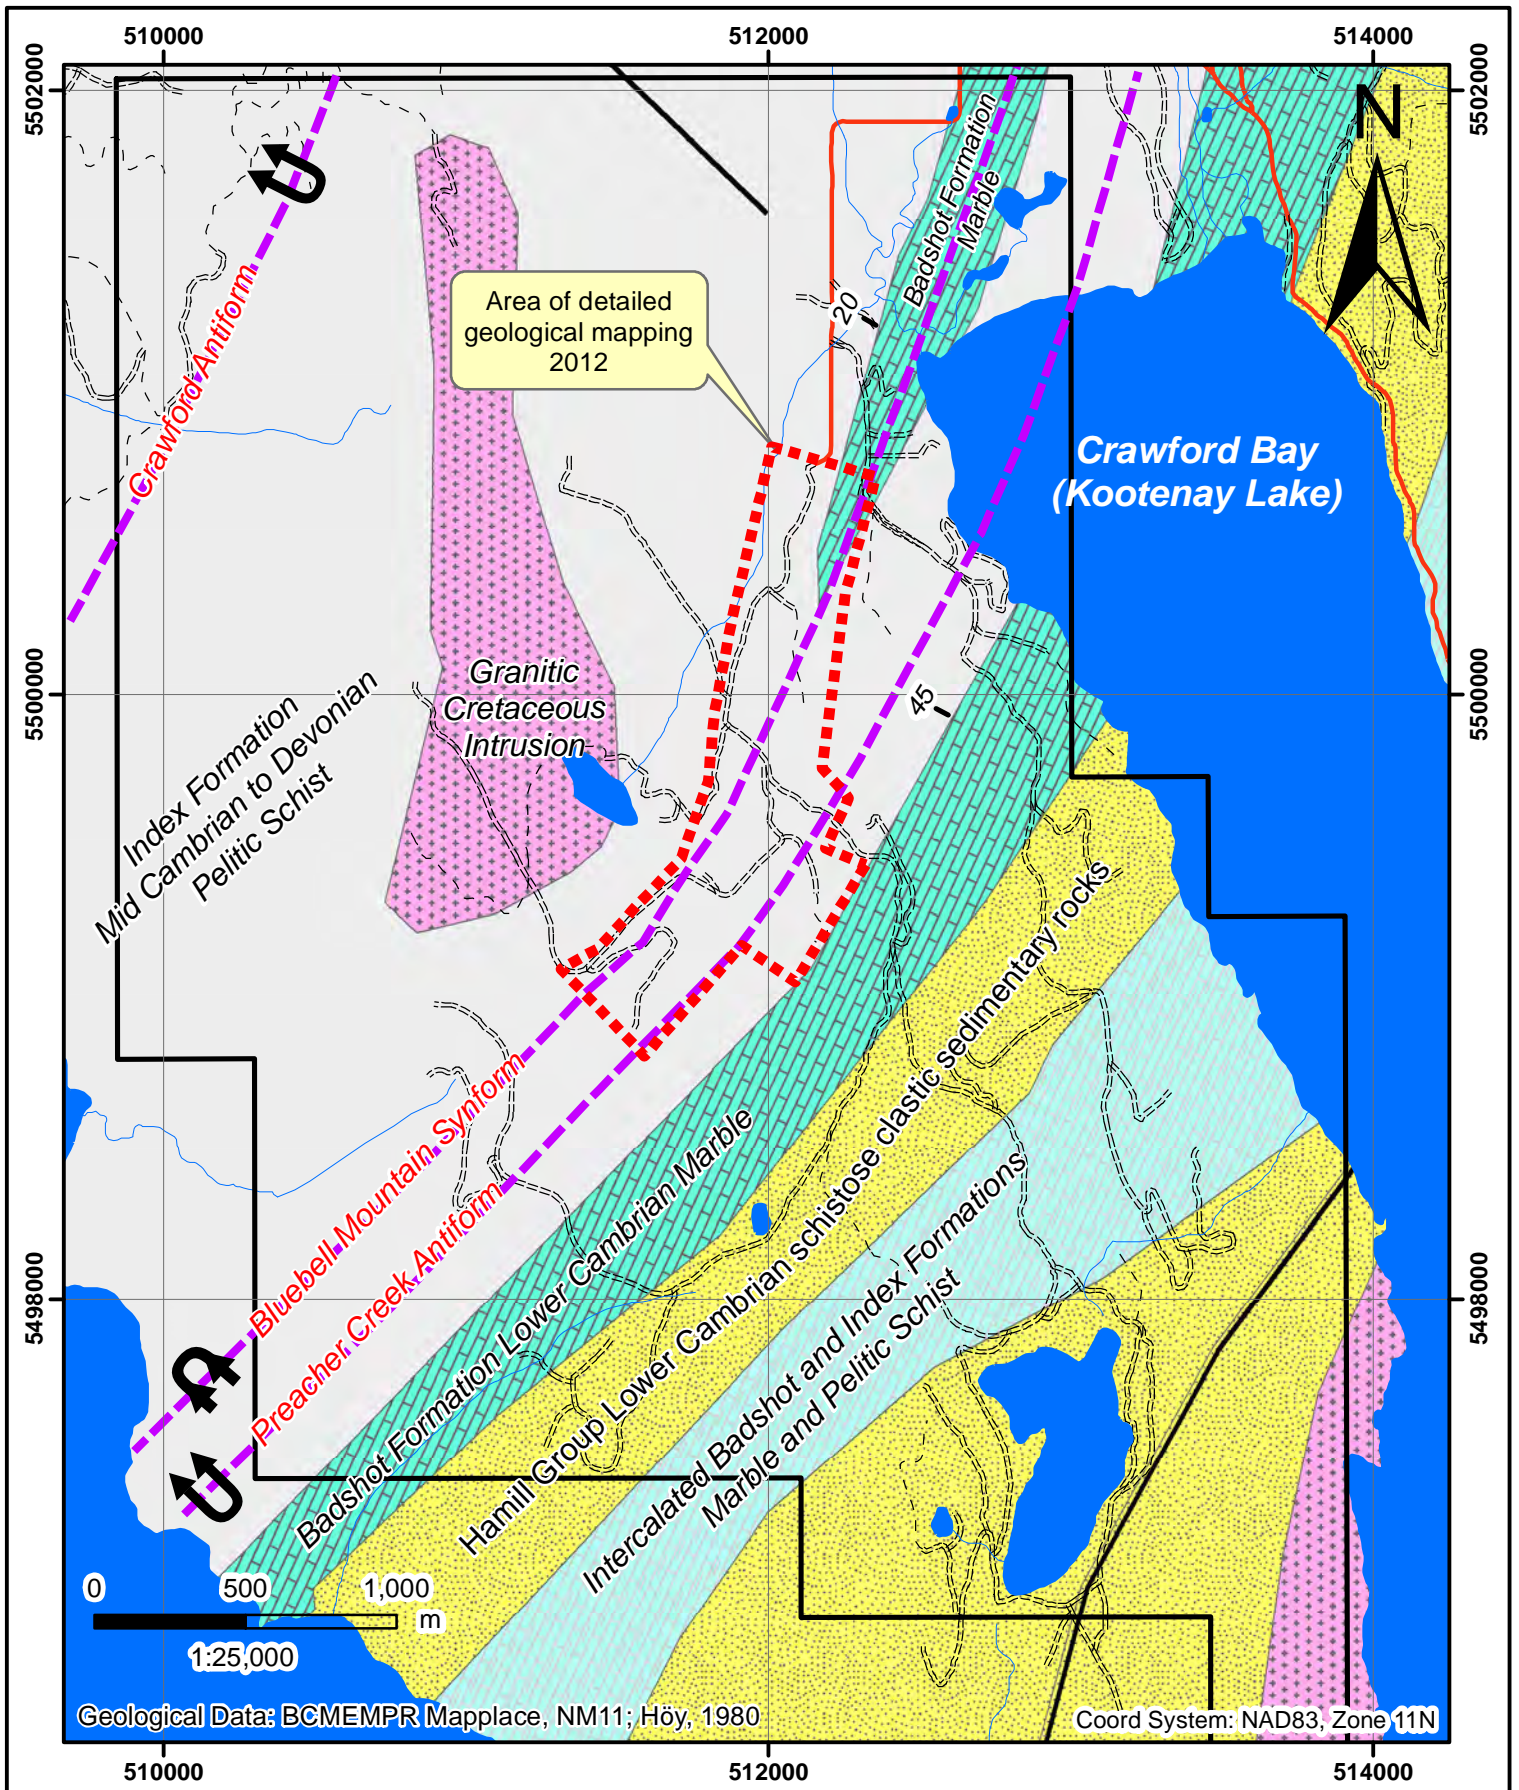 510000
512000
514000
5502000
5502000
N
Badshot Formation
Marble
20
Area of detailed
geological mapping
2012
Crawford Antiform
Crawford Bay
(Kootenay Lake)
5500000
5500000
Granitic
Cretaceous
Intrusion
45
Index Formation
Mid Cambrian to Devonian
Pelitic Schist
Bluebell Mountain Synform
Preacher Creek Antiform
Badshot Formation Lower Cambrian Marble
Hamill Group Lower Cambrian schistose clastic sedimentary rocks
Intercalated Badshot and Index Formations
Marble and Pelitic Schist
5498000
5498000
0 500 1,000
m
1:25,000
Geological Data: BCMEMPR Mapplace, NM11; Höy, 1980
Coord System: NAD83, Zone 11N
510000
512000
514000